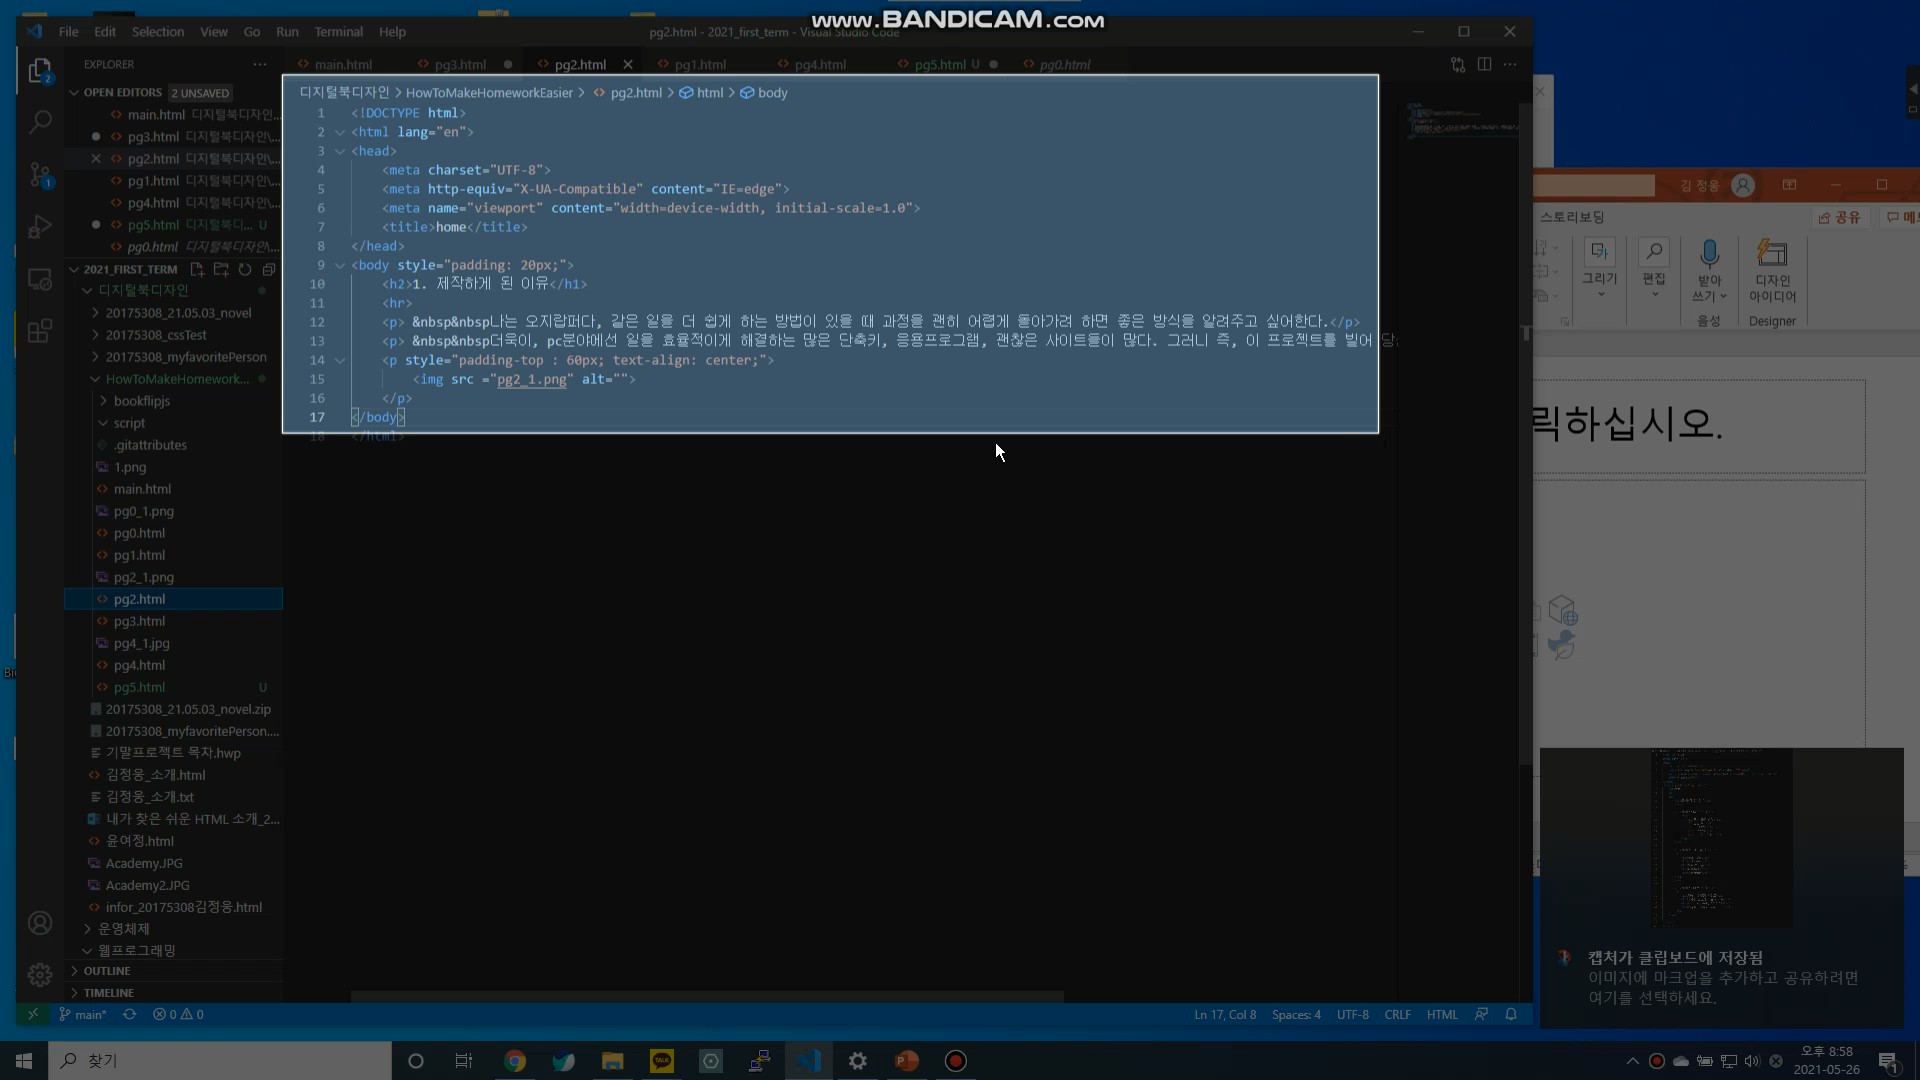 www.BANDICAM.com
File Edit Selection View Go Run Terminal Help
pg2.html - 2021_first_term - Visual Studio Code
EXPLORER
main.html pg3.html pg2.html pg1.html pg4.html pg5.html U pg0.html
OPEN EDITORS 2 UNSAVED
main.html 디지털북디자인...
pg3.html 디지털북디자인\...
pg2.html 디지털북디자인\...
pg1.html 디지털북디자인\...
pg4.html 디지털북디자인\...
pg5.html 디지털북디... U
pg0.html 디지털북디자인\...
2021_FIRST_TERM
디지털북디자인
20175308_21.05.03_novel
20175308_cssTest
20175308_myfavoritePerson
HowToMakeHomework...
bookflipjs
script
.gitattributes
1.png
main.html
pg0_1.png
pg0.html
pg1.html
pg2_1.png
pg2.html
pg3.html
pg4_1.jpg
pg4.html
pg5.html U
20175308_21.05.03_novel.zip
20175308_myfavoritePerson....
기말프로젝트 목차.hwp
김정웅_소개.html
김정웅_소개.txt
내가 찾은 쉬운 HTML 소개_2...
윤여정.html
Academy.JPG
Academy2.JPG
infor_20175308김정웅.html
운영체제
웹프로그래밍
OUTLINE
TIMELINE
디지털북디자인 > HowToMakeHomeworkEasier > pg2.html > html > body
1 <!DOCTYPE html>
2 <html lang="en">
3 <head>
4 <meta charset="UTF-8">
5 <meta http-equiv="X-UA-Compatible" content="IE=edge">
6 <meta name="viewport" content="width=device-width, initial-scale=1.0">
7 <title>home</title>
8 </head>
9 <body style="padding: 20px;">
10 <h2>1. 제작하게 된 이유</h1>
11 <hr>
12 <p> &nbsp&nbsp나는 오지랖퍼다, 같은 일을 더 쉽게 하는 방법이 있을 때 과정을 괜히 어렵게 돌아가려 하면 좋은 방식을 알려주고 싶어한다.</p>
13 <p> &nbsp&nbsp더욱이, pc분야에선 일을 효율적이게 해결하는 많은 단축키, 응용프로그램, 괜찮은 사이트들이 많다. 그러니 즉, 이 프로젝트를 빌어 당
14 <p style="padding-top : 60px; text-align: center;">
15 <img src ="pg2_1.png" alt="">
16 </p>
17 </body>
18 </html>
main* 0 0
Ln 17, Col 8 Spaces: 4 UTF-8 CRLF HTML
김 정웅
스토리보딩
공유 메
그리기 편집 받아쓰기 디자인 아이디어
음성 Designer
릭하십시오.
캡처가 클립보드에 저장됨
이미지에 마크업을 추가하고 공유하려면
여기를 선택하세요.
찾기
TALK
오후 8:58
2021-05-26
1